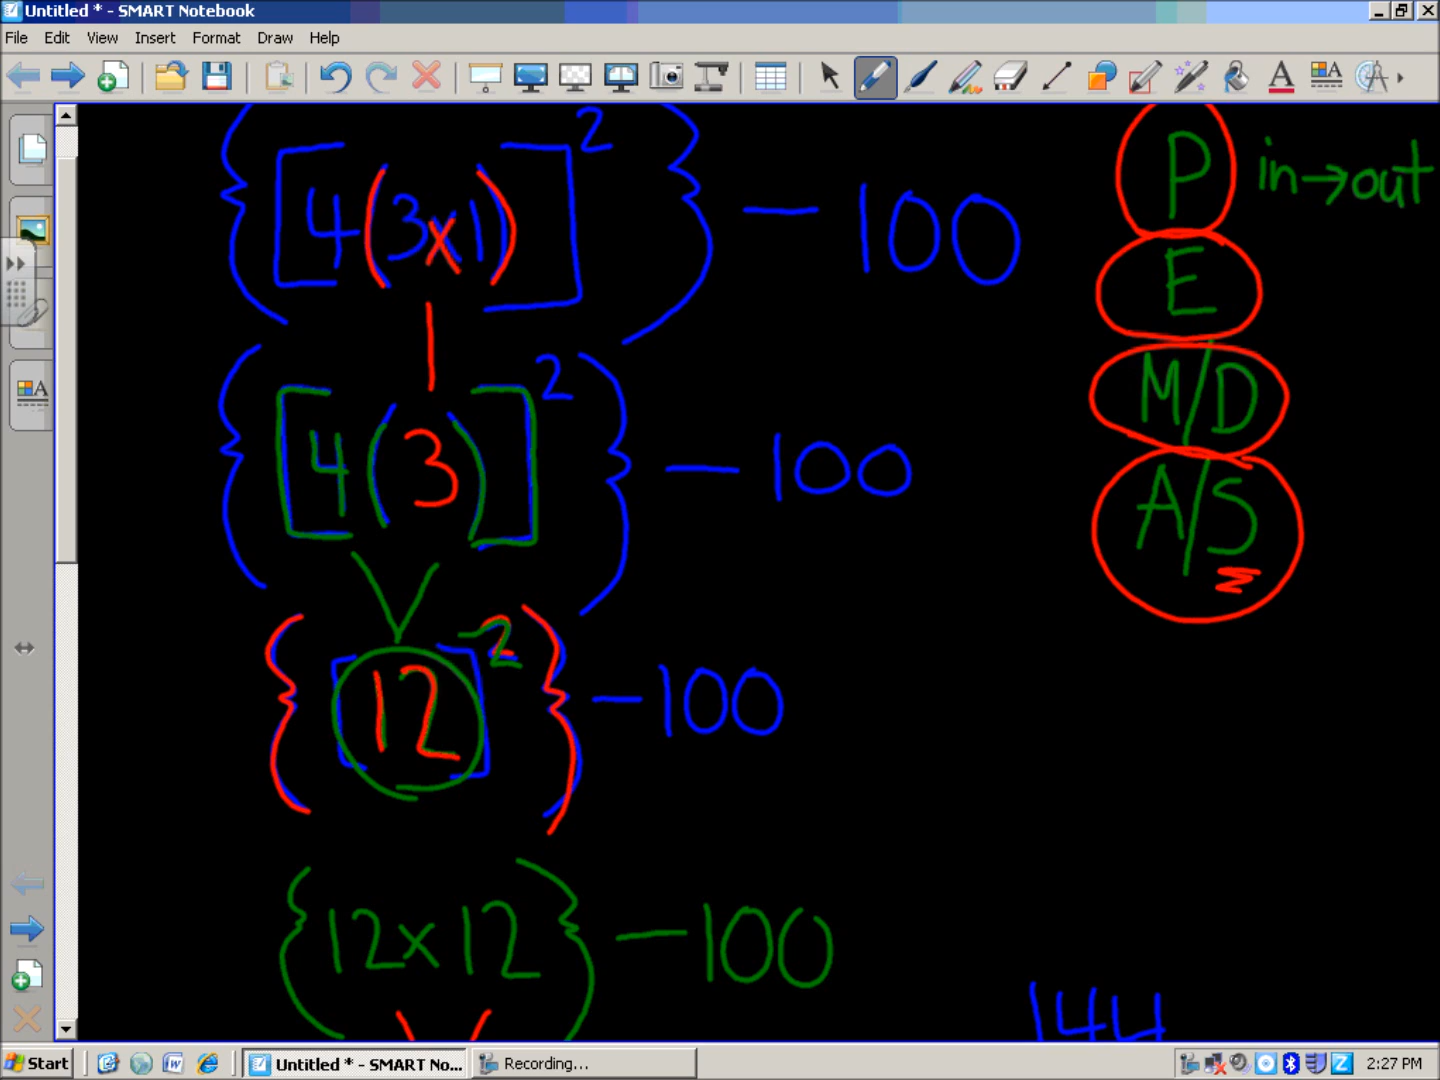 Untitled * - SMART Notebook
File Edit View Insert Format Draw Help
{[4(3x1)]² - 100
P in→out
E
{[4(3)]²} - 100
M/D
A/S
{[12]²} - 100
{12x12} - 100
144
Start Untitled * - SMART No... Recording... 2:27 PM